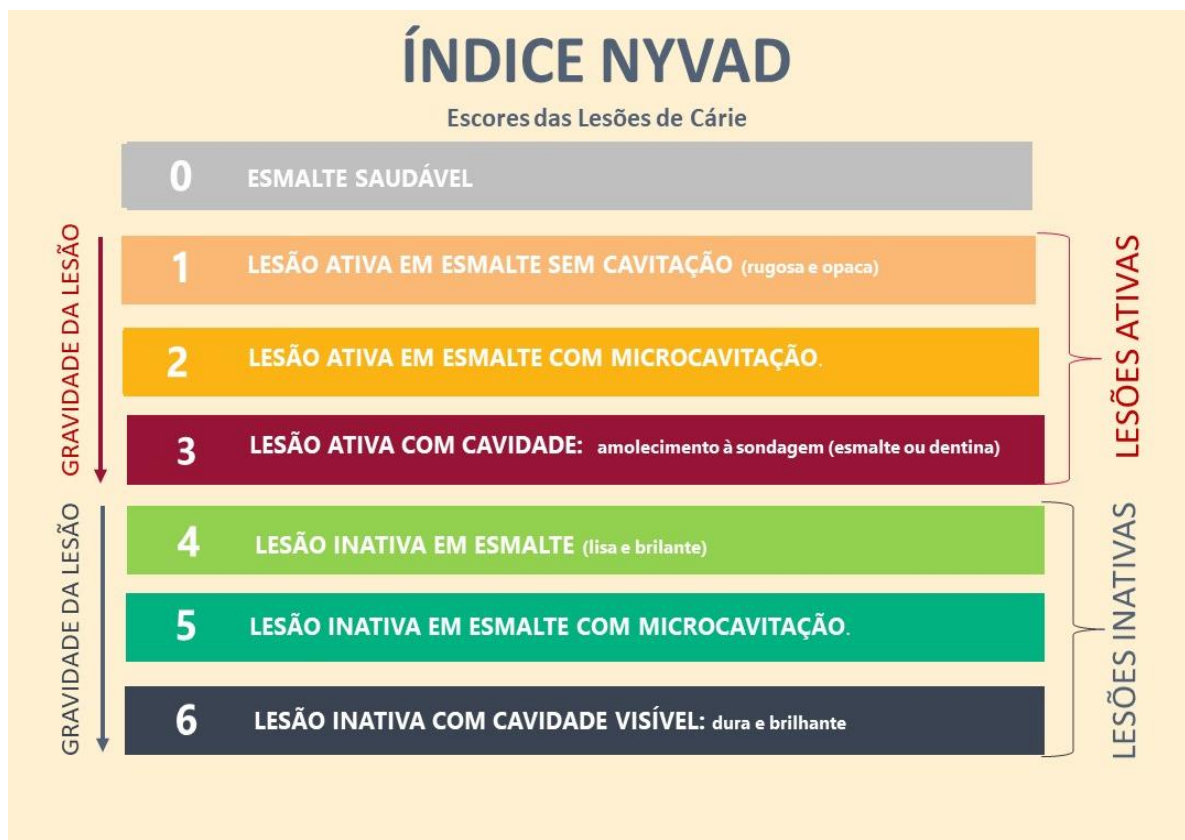 ÍNDICE NYVAD
Escores das Lesões de Cárie
0 ESMALTE SAUDÁVEL
GRAVIDADE DA LESÃO
1 LESÃO ATIVA EM ESMALTE SEM CAVITAÇÃO (rugosa e opaca)
2 LESÃO ATIVA EM ESMALTE COM MICROCAVITAÇÃO.
3 LESÃO ATIVA COM CAVIDADE: amolecimento à sondagem (esmalte ou dentina)
LESÕES ATIVAS
GRAVIDADE DA LESÃO
4 LESÃO INATIVA EM ESMALTE (lisa e brilante)
5 LESÃO INATIVA EM ESMALTE COM MICROCAVITAÇÃO.
6 LESÃO INATIVA COM CAVIDADE VISÍVEL: dura e brilhante
LESÕES INATIVAS